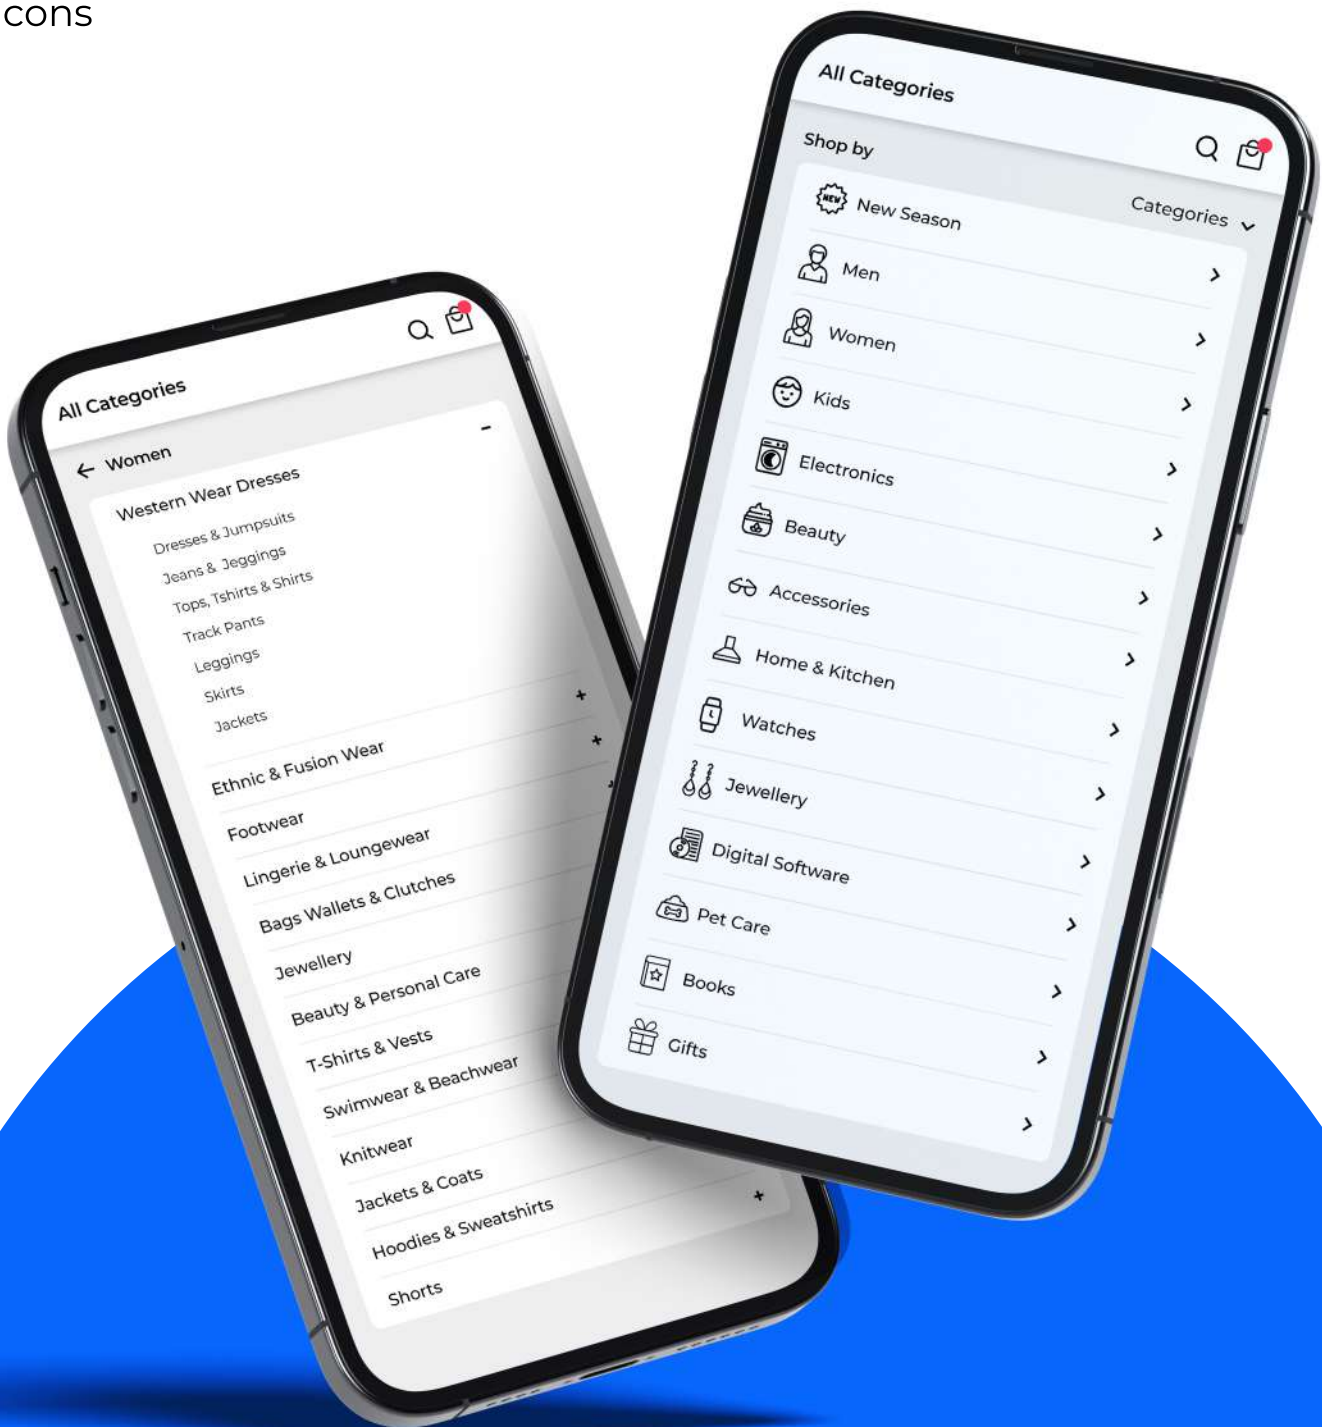 cons
All Categories
Women
Western Wear Dresses
Dresses & Jumpsuits
Jeans & Jeggings
Tops, Tshirts & Shirts
Track Pants
Leggings
Skirts
Jackets
Ethnic & Fusion Wear
Footwear
Lingerie & Loungewear
Bags Wallets & Clutches
Jewellery
Beauty & Personal Care
T-Shirts & Vests
Swimwear & Beachwear
Knitwear
Jackets & Coats
Hoodies & Sweatshirts
Shorts
All Categories
Shop by
Categories
NEW
New Season
Men
Women
Kids
Electronics
Beauty
Accessories
Home & Kitchen
Watches
Jewellery
Digital Software
Pet Care
Books
Gifts